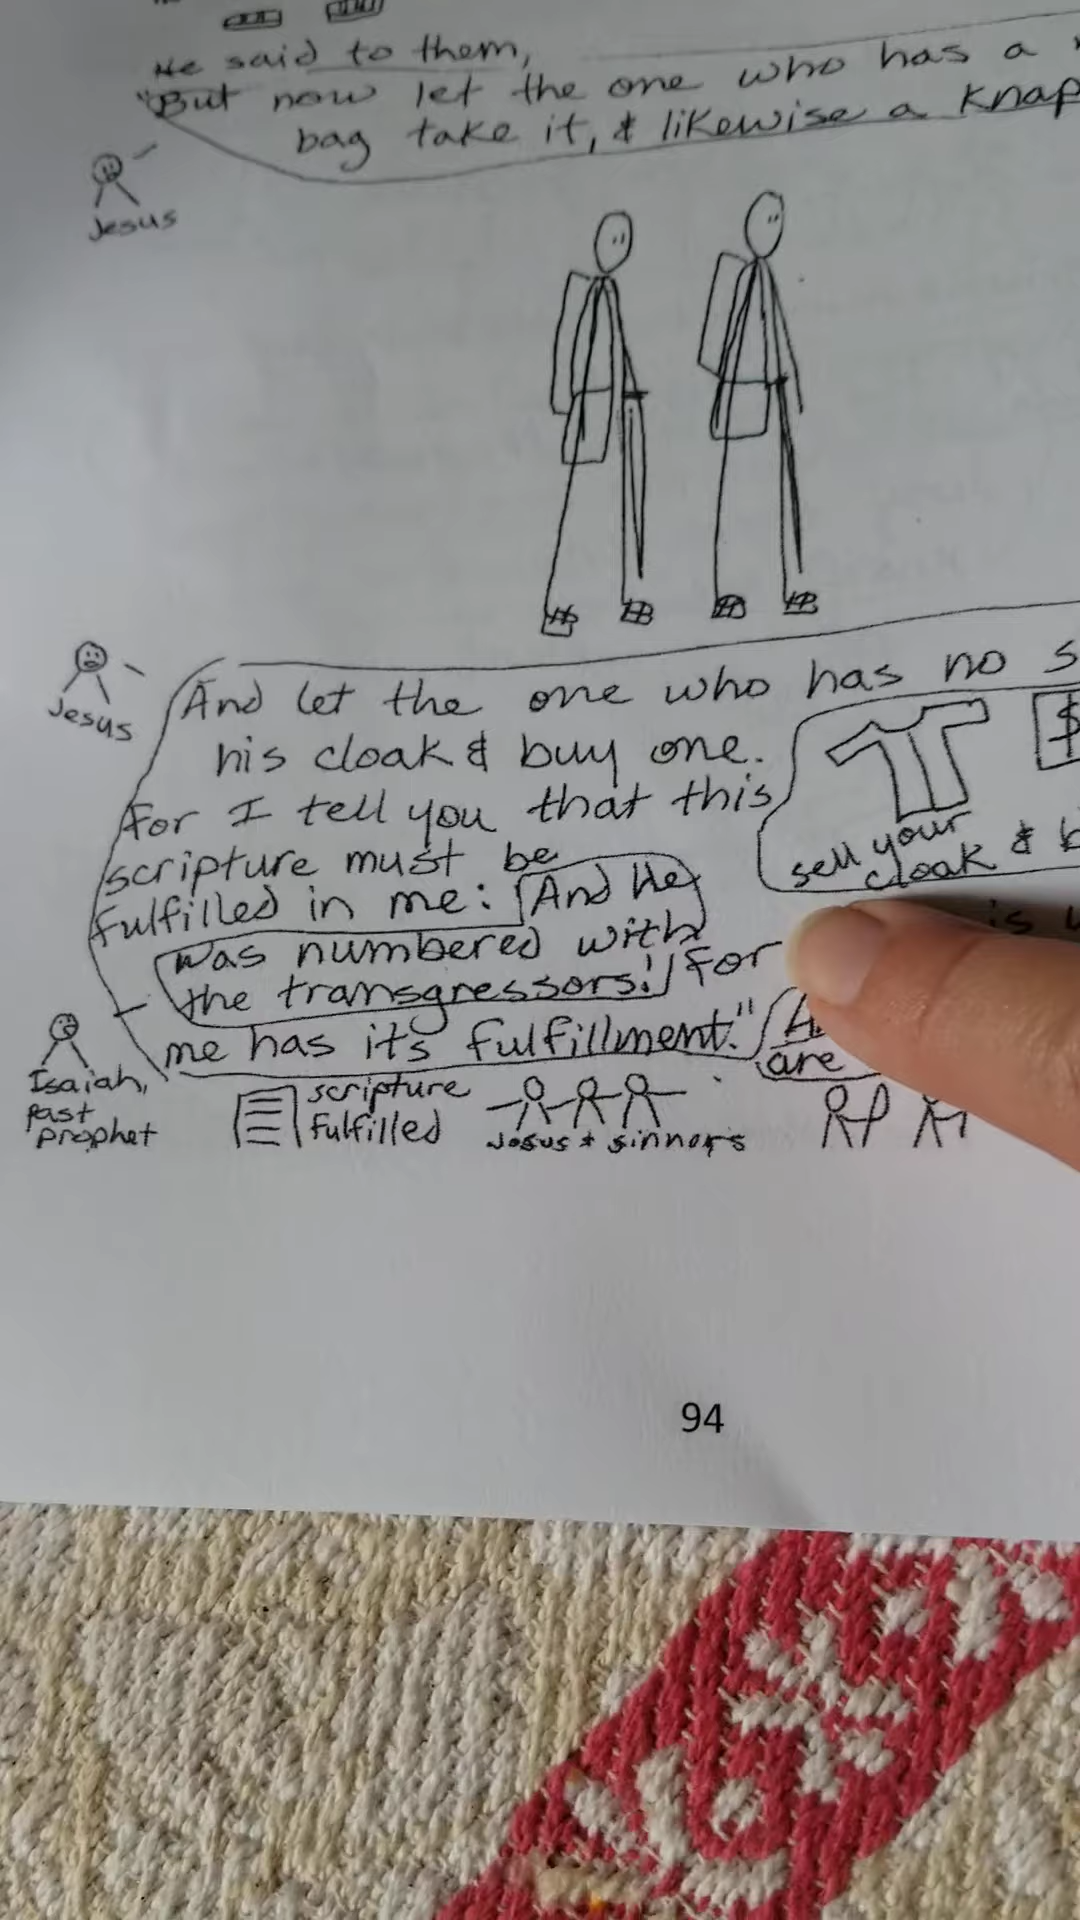 He said to them,
"But now let the one who has a
bag take it, & likewise a knap
Jesus
Jesus
And let the one who has no s
his cloak & buy one.
For I tell you that this
scripture must be
fulfilled in me: 'And He
was numbered with
the transgressors.' For
me has it's fulfillment."
$
sell your
cloak & b
is
are
Isaiah,
past
prophet
scripture
fulfilled
Jesus + sinners
94